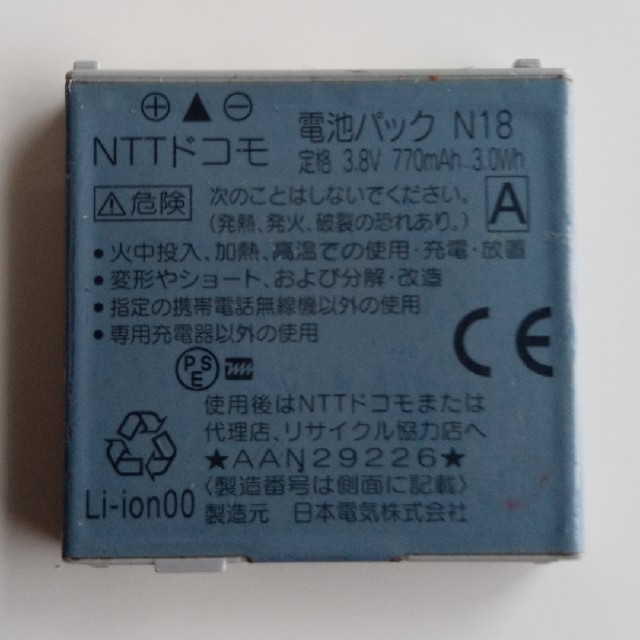 ⊕▲⊖
電池パック N18
NTTドコモ
定格 3.8V 770mAh 3.0Wh
⚠危険
次のことはしないでください。
(発熱、発火、破裂の恐れあり。)
A
・火中投入、加熱、高温での使用・充電・放置
・変形やショート、および分解・改造
・指定の携帯電話無線機以外の使用
・専用充電器以外の使用
CE
PSE
使用後はNTTドコモまたは
代理店、リサイクル協力店へ
★AAN29226★
〈製造番号は側面に記載〉
Li-ion00
製造元 日本電気株式会社